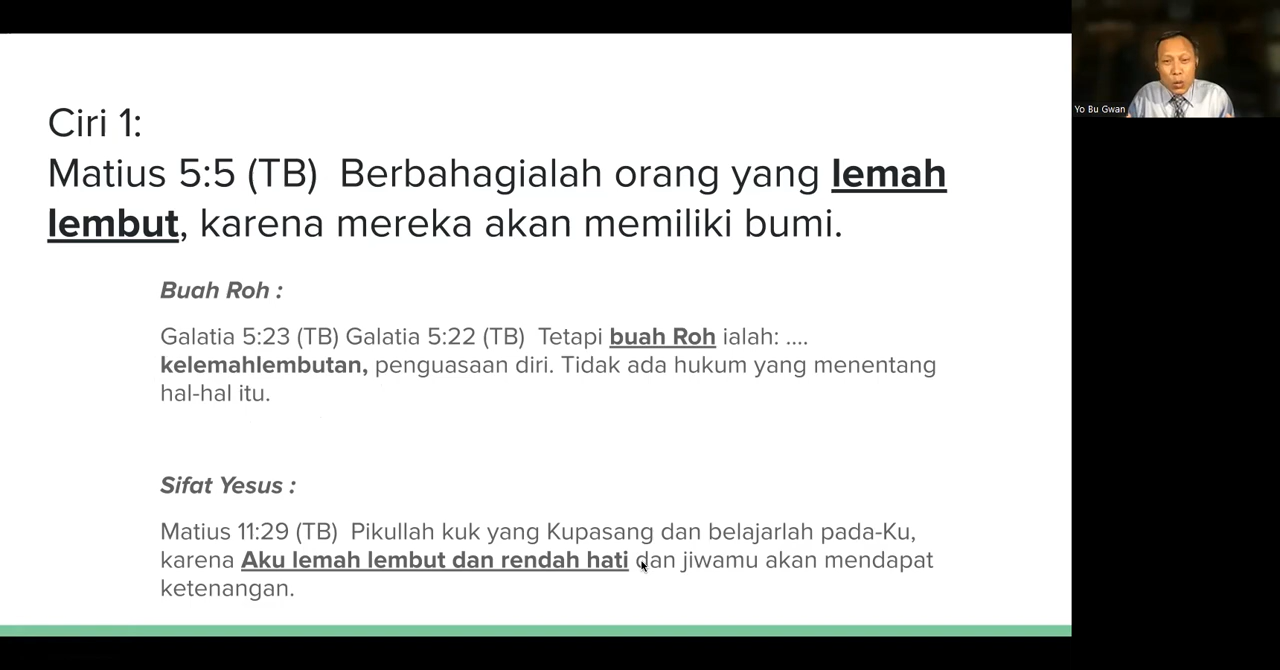 Ciri 1:
Matius 5:5 (TB)  Berbahagialah orang yang lemah
lembut, karena mereka akan memiliki bumi.
Buah Roh :
Galatia 5:23 (TB) Galatia 5:22 (TB)  Tetapi buah Roh ialah: ....
kelemahlembutan, penguasaan diri. Tidak ada hukum yang menentang
hal-hal itu.
Sifat Yesus :
Matius 11:29 (TB)  Pikullah kuk yang Kupasang dan belajarlah pada-Ku,
karena Aku lemah lembut dan rendah hati dan jiwamu akan mendapat
ketenangan.
Yo Bu Gwan